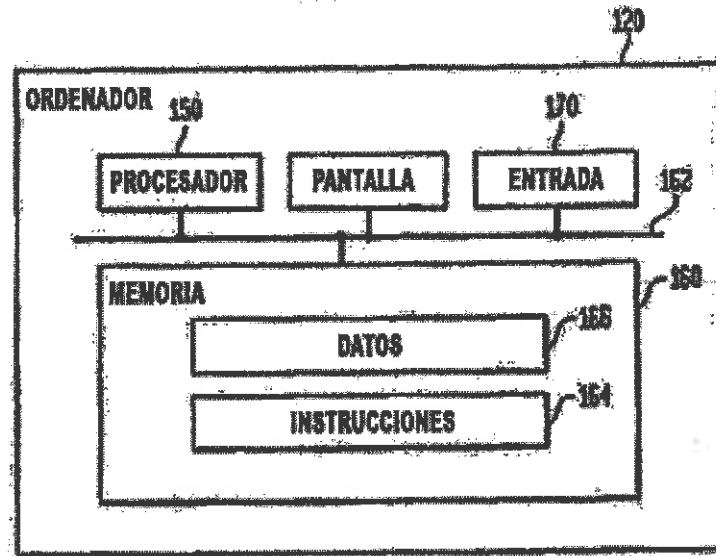 120
ORDENADOR
150
170
PROCESADOR
PANTALLA
ENTRADA
162
MEMORIA
160
DATOS
166
INSTRUCCIONES
164